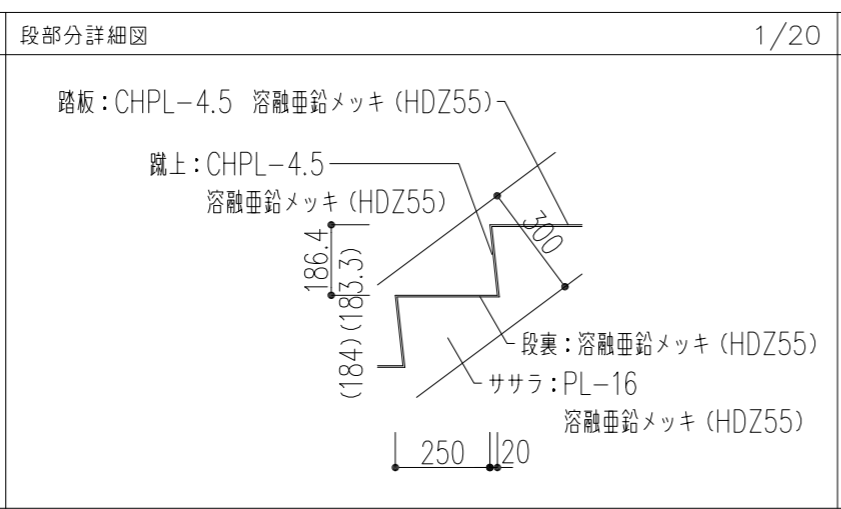 段部分詳細図 1/20
踏板：CHPL-4.5 溶融亜鉛メッキ(HDZ55)
蹴上：CHPL-4.5
溶融亜鉛メッキ(HDZ55)
300
186.4
(184)(183.3)
段裏：溶融亜鉛メッキ(HDZ55)
ササラ：PL-16
溶融亜鉛メッキ(HDZ55)
250 20